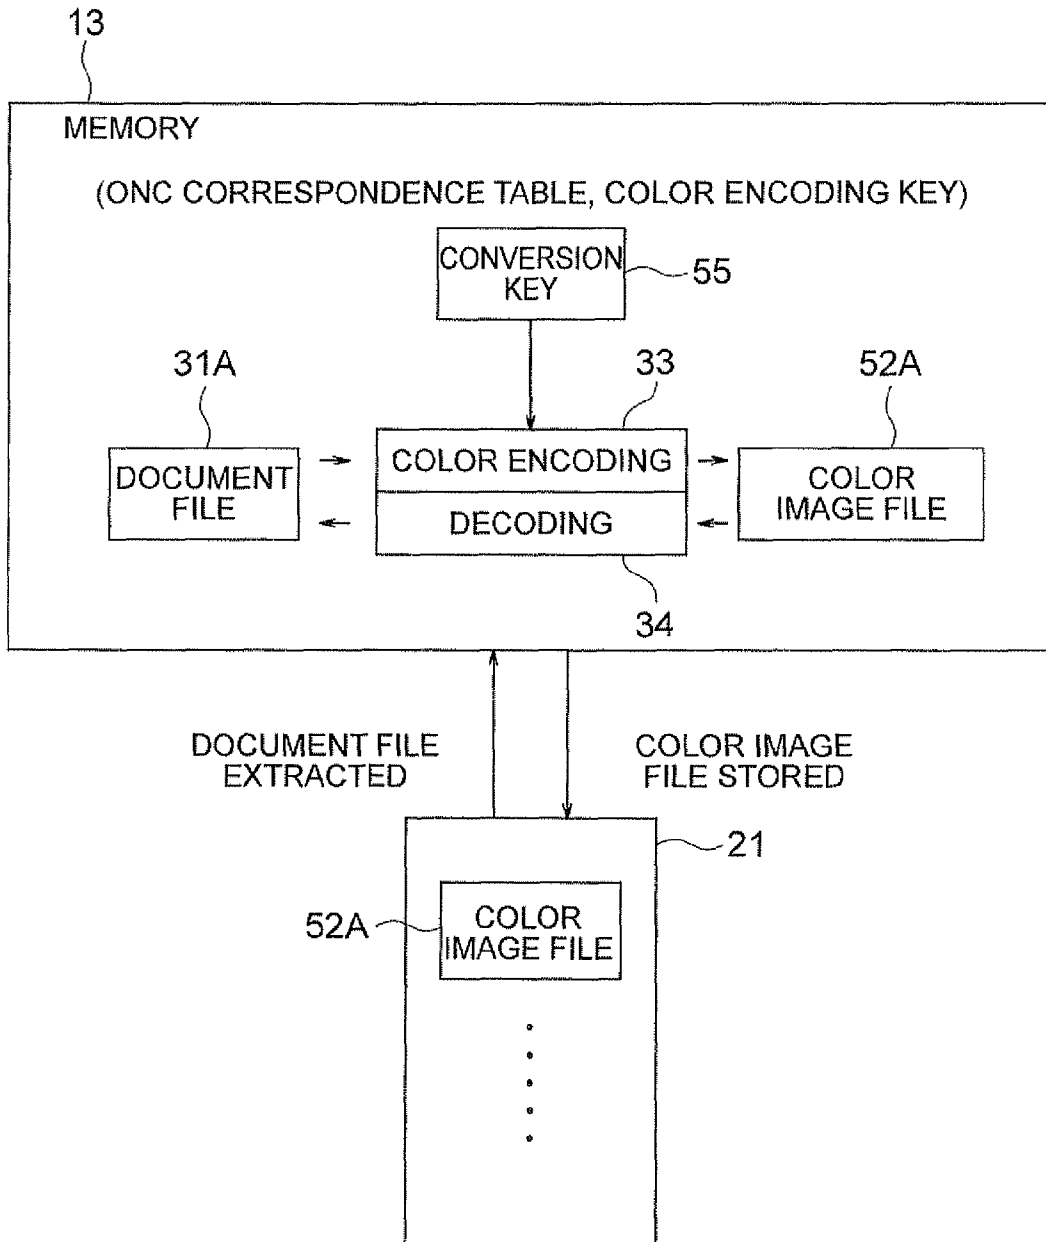 13
MEMORY
(ONC CORRESPONDENCE TABLE, COLOR ENCODING KEY)
CONVERSION
KEY
55
31A
33
52A
DOCUMENT
FILE
COLOR ENCODING
COLOR
IMAGE FILE
DECODING
34
DOCUMENT FILE
EXTRACTED
COLOR IMAGE
FILE STORED
21
52A
COLOR
IMAGE FILE